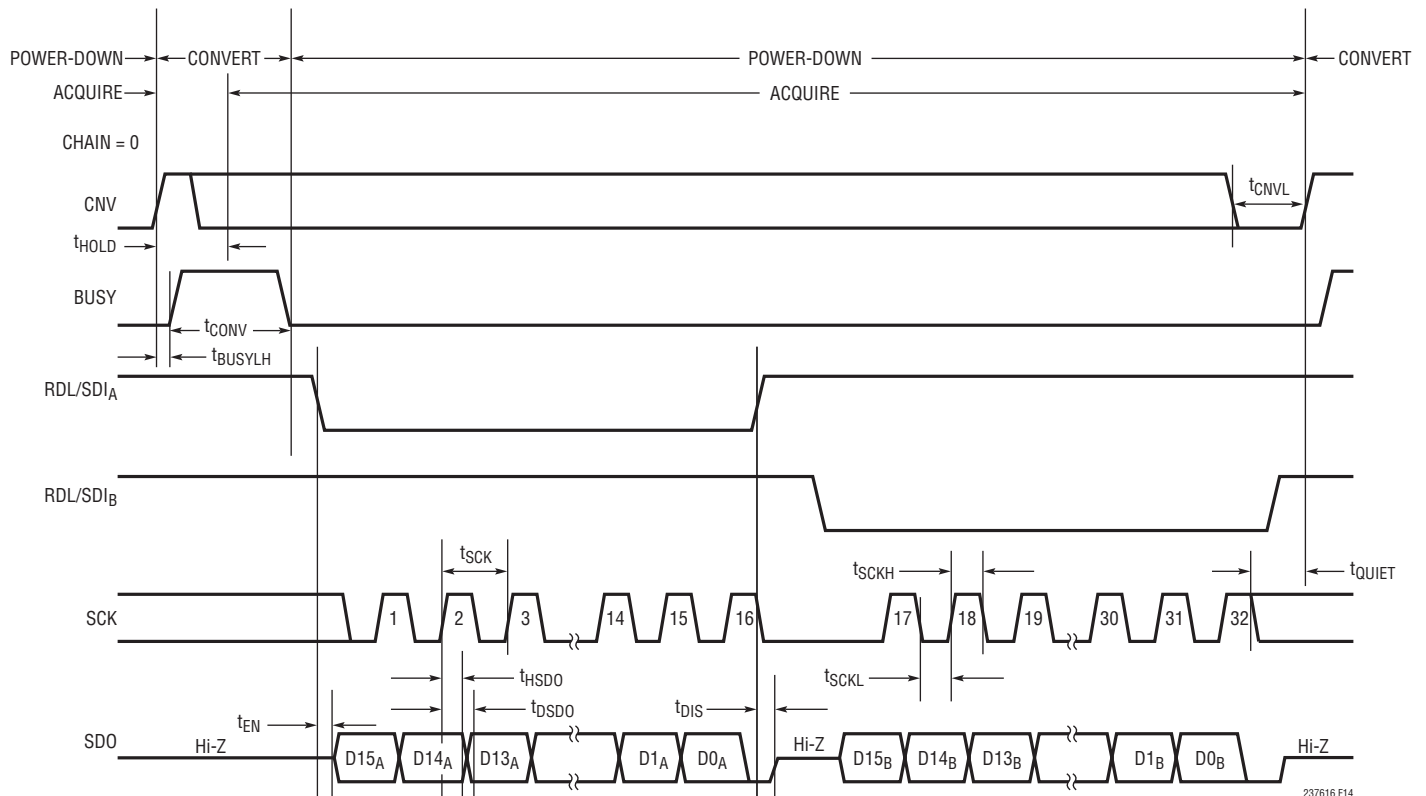 POWER-DOWN CONVERT POWER-DOWN CONVERT
ACQUIRE ACQUIRE
CHAIN = 0
CNV tCNVL
tHOLD
BUSY
tCONV
tBUSYLH
RDL/SDIA
RDL/SDIB
tSCK tSCKH tQUIET
SCK 1 2 3 14 15 16 17 18 19 30 31 32
tHSDO tSCKL
tEN tDSDO tDIS
SDO Hi-Z D15A D14A D13A D1A D0A Hi-Z D15B D14B D13B D1B D0B Hi-Z
237616 F14